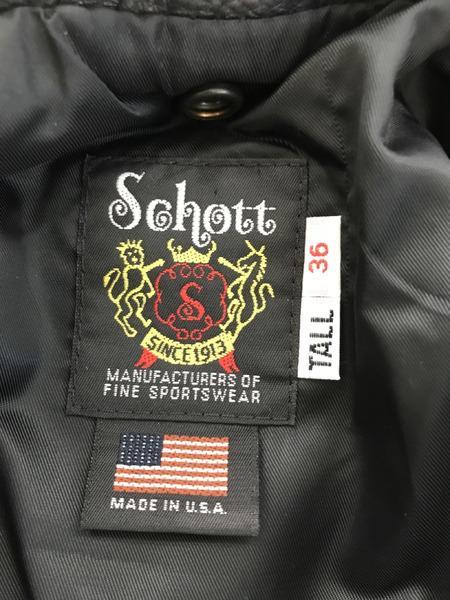 Schott
S
SINCE 1913
MANUFACTURERS OF
FINE SPORTSWEAR
TALL 36
MADE IN U.S.A.